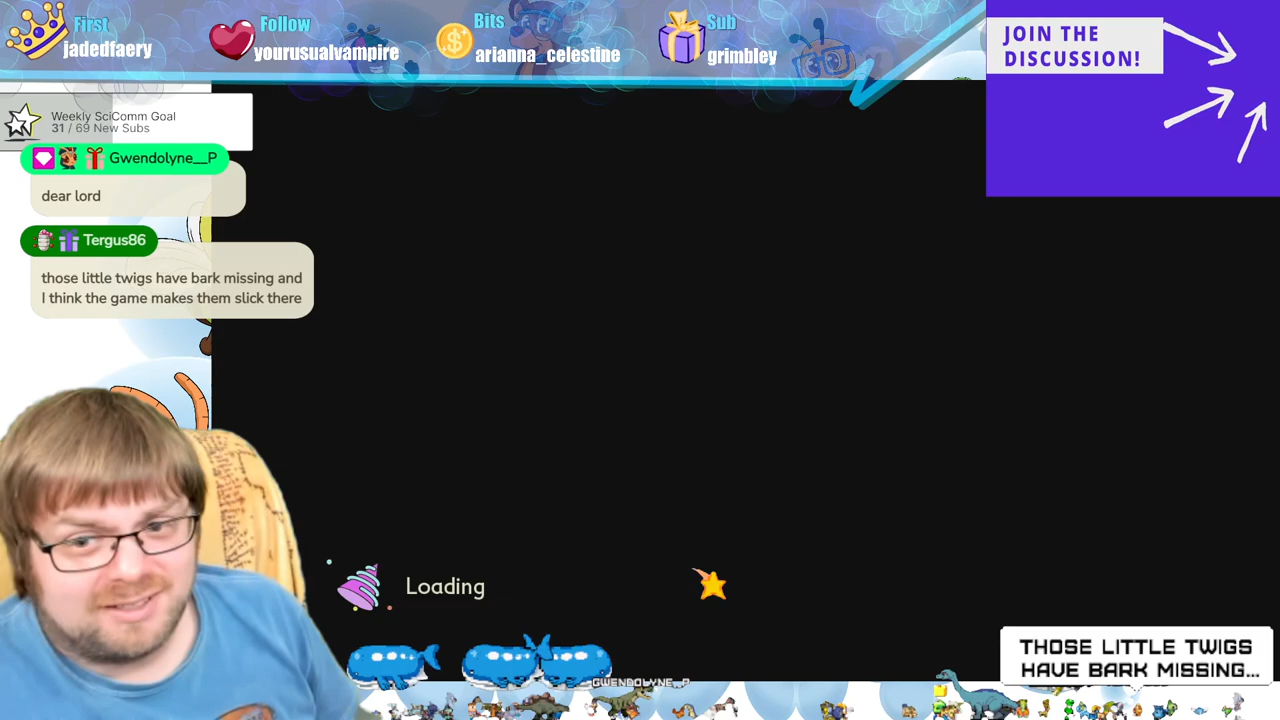 First
jadedfaery
Follow
yourusualvampire
Bits
arianna_celestine
Sub
grimbley
JOIN THE
DISCUSSION!
Weekly SciComm Goal
31 / 69 New Subs
Gwendolyne__P
dear lord
Tergus86
those little twigs have bark missing and
I think the game makes them slick there
Loading
GWENDOLYNE__P
THOSE LITTLE TWIGS
HAVE BARK MISSING...